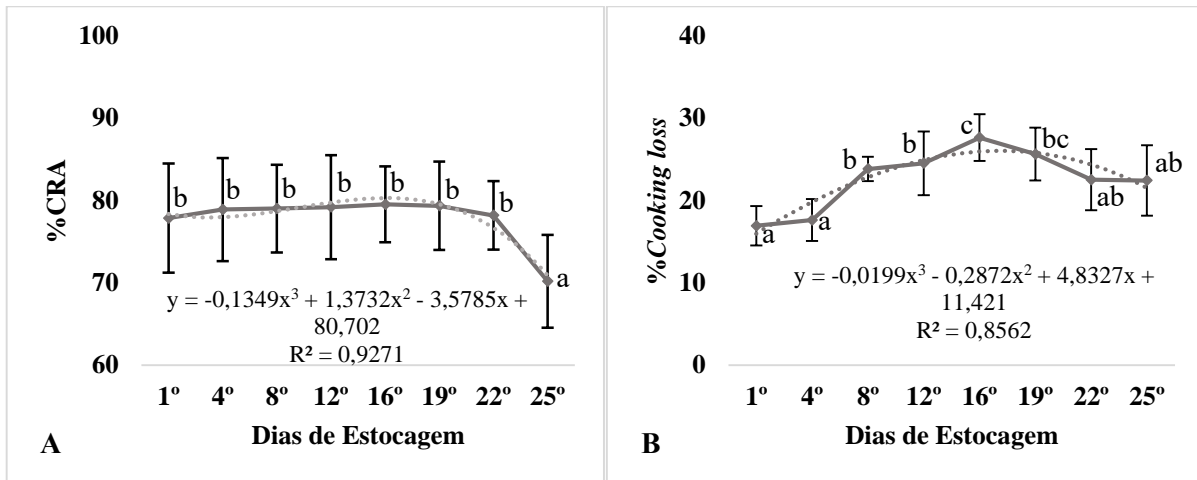 100
90
80
70
60
%CRA
b b b b b b b a
y = -0,1349x³ + 1,3732x² - 3,5785x +
80,702
R² = 0,9271
1º 4º 8º 12º 16º 19º 22º 25º
Dias de Estocagem
A
40
30
20
10
0
%Cooking loss
a a b b c bc ab ab
y = -0,0199x³ - 0,2872x² + 4,8327x +
11,421
R² = 0,8562
1º 4º 8º 12º 16º 19º 22º 25º
Dias de Estocagem
B